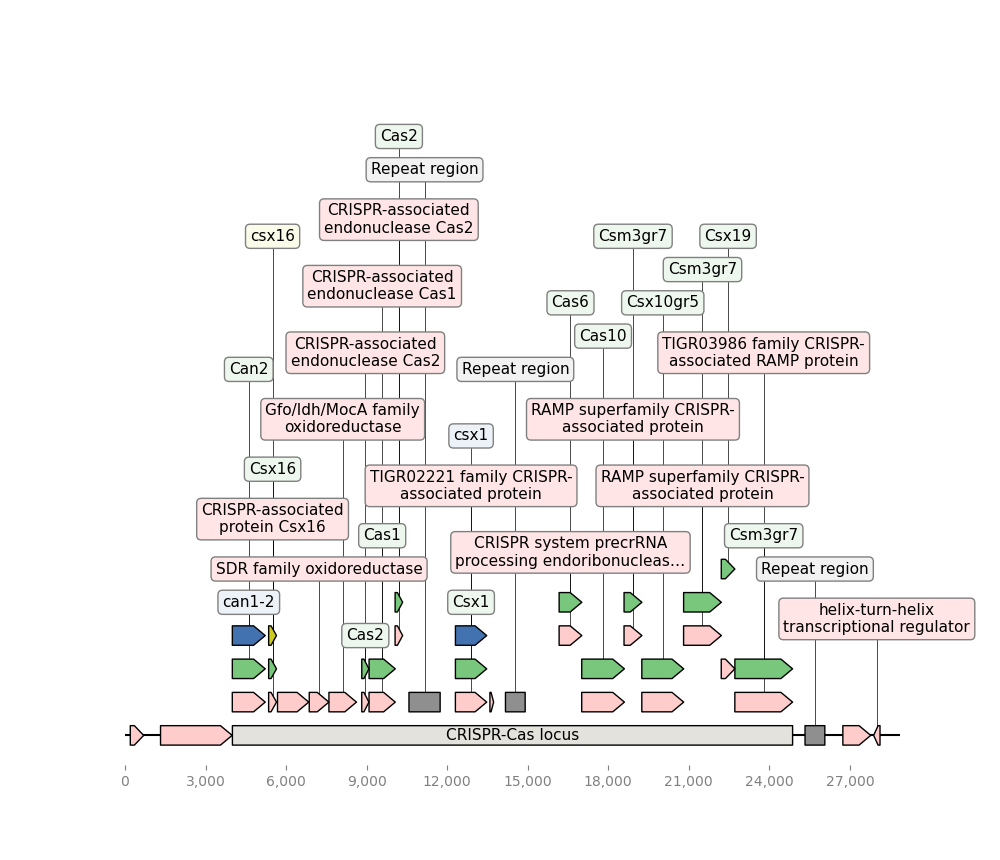 Cas2
Repeat region
CRISPR-associated
endonuclease Cas2
csx16
Csm3gr7
Csx19
Csm3gr7
CRISPR-associated
endonuclease Cas1
Cas6
Csx10gr5
Cas10
CRISPR-associated
endonuclease Cas2
TIGR03986 family CRISPR-
associated RAMP protein
Can2
Repeat region
Gfo/Idh/MocA family
oxidoreductase
RAMP superfamily CRISPR-
associated protein
csx1
Csx16
TIGR02221 family CRISPR-
associated protein
RAMP superfamily CRISPR-
associated protein
CRISPR-associated
protein Csx16
Cas1
Csm3gr7
CRISPR system precrRNA
processing endoribonucleas...
SDR family oxidoreductase
Repeat region
can1-2
Csx1
helix-turn-helix
transcriptional regulator
Cas2
CRISPR-Cas locus
0
3,000
6,000
9,000
12,000
15,000
18,000
21,000
24,000
27,000